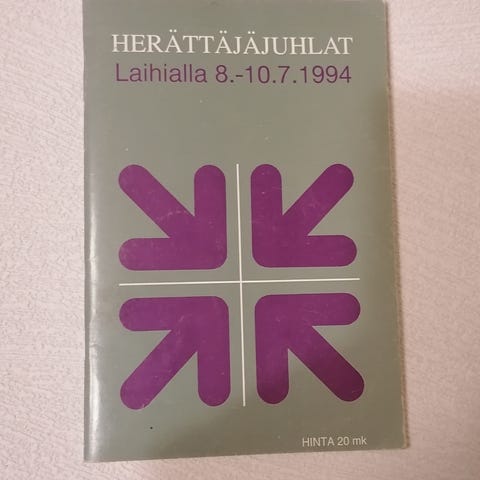 HERÄTTÄJÄJUHLAT
Laihialla 8.-10.7.1994
HINTA 20 mk